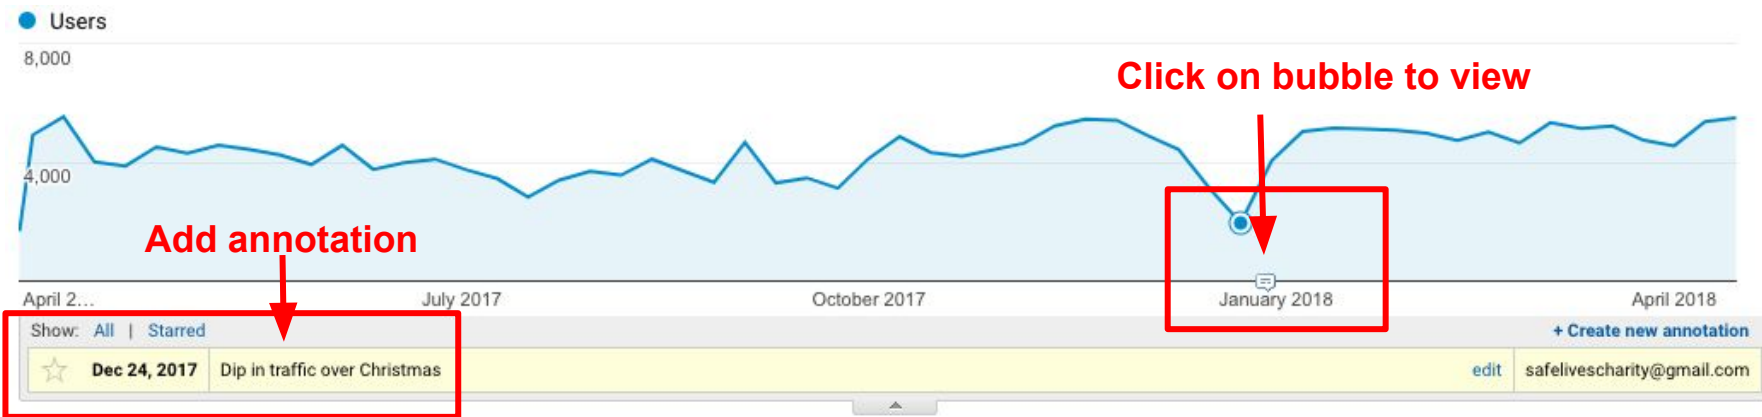 Users
8,000
Click on bubble to view
4,000
Add annotation
April 2...
July 2017
October 2017
January 2018
April 2018
Show: All | Starred
+ Create new annotation
Dec 24, 2017 Dip in traffic over Christmas edit safelivescharity@gmail.com